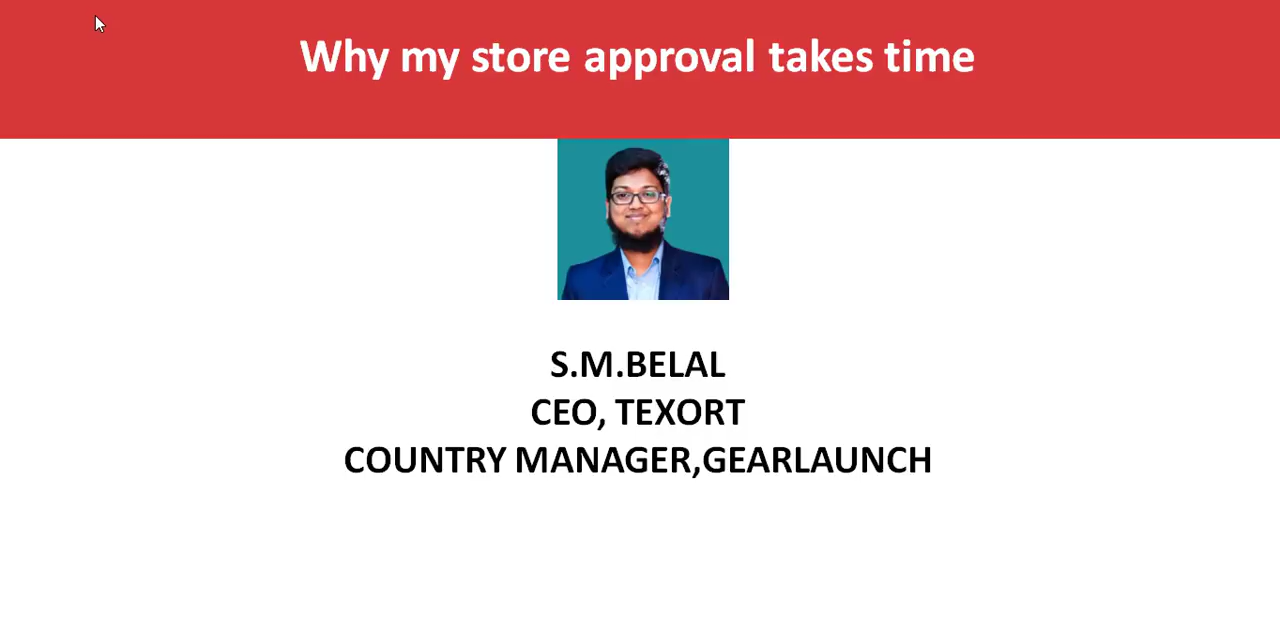 Why my store approval takes time
S.M.BELAL
CEO, TEXORT
COUNTRY MANAGER,GEARLAUNCH